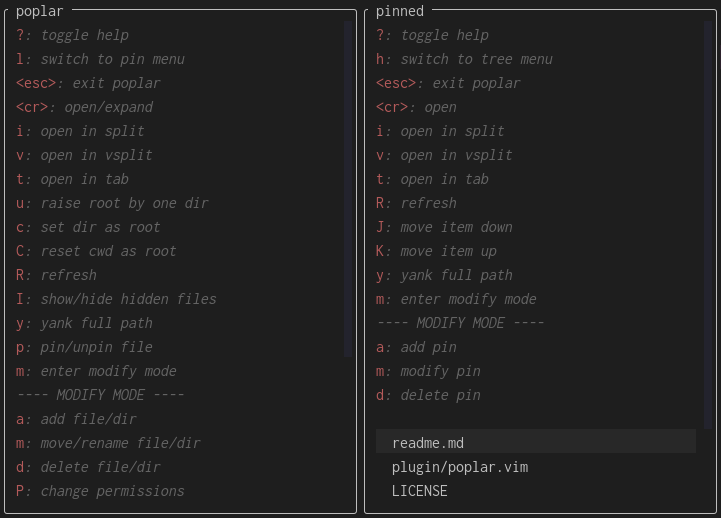 poplar
?: toggle help
l: switch to pin menu
<esc>: exit poplar
<cr>: open/expand
i: open in split
v: open in vsplit
t: open in tab
u: raise root by one dir
c: set dir as root
C: reset cwd as root
R: refresh
I: show/hide hidden files
y: yank full path
p: pin/unpin file
m: enter modify mode
---- MODIFY MODE ----
a: add file/dir
m: move/rename file/dir
d: delete file/dir
P: change permissions
pinned
?: toggle help
h: switch to tree menu
<esc>: exit poplar
<cr>: open
i: open in split
v: open in vsplit
t: open in tab
R: refresh
J: move item down
K: move item up
y: yank full path
m: enter modify mode
---- MODIFY MODE ----
a: add pin
m: modify pin
d: delete pin
readme.md
plugin/poplar.vim
LICENSE